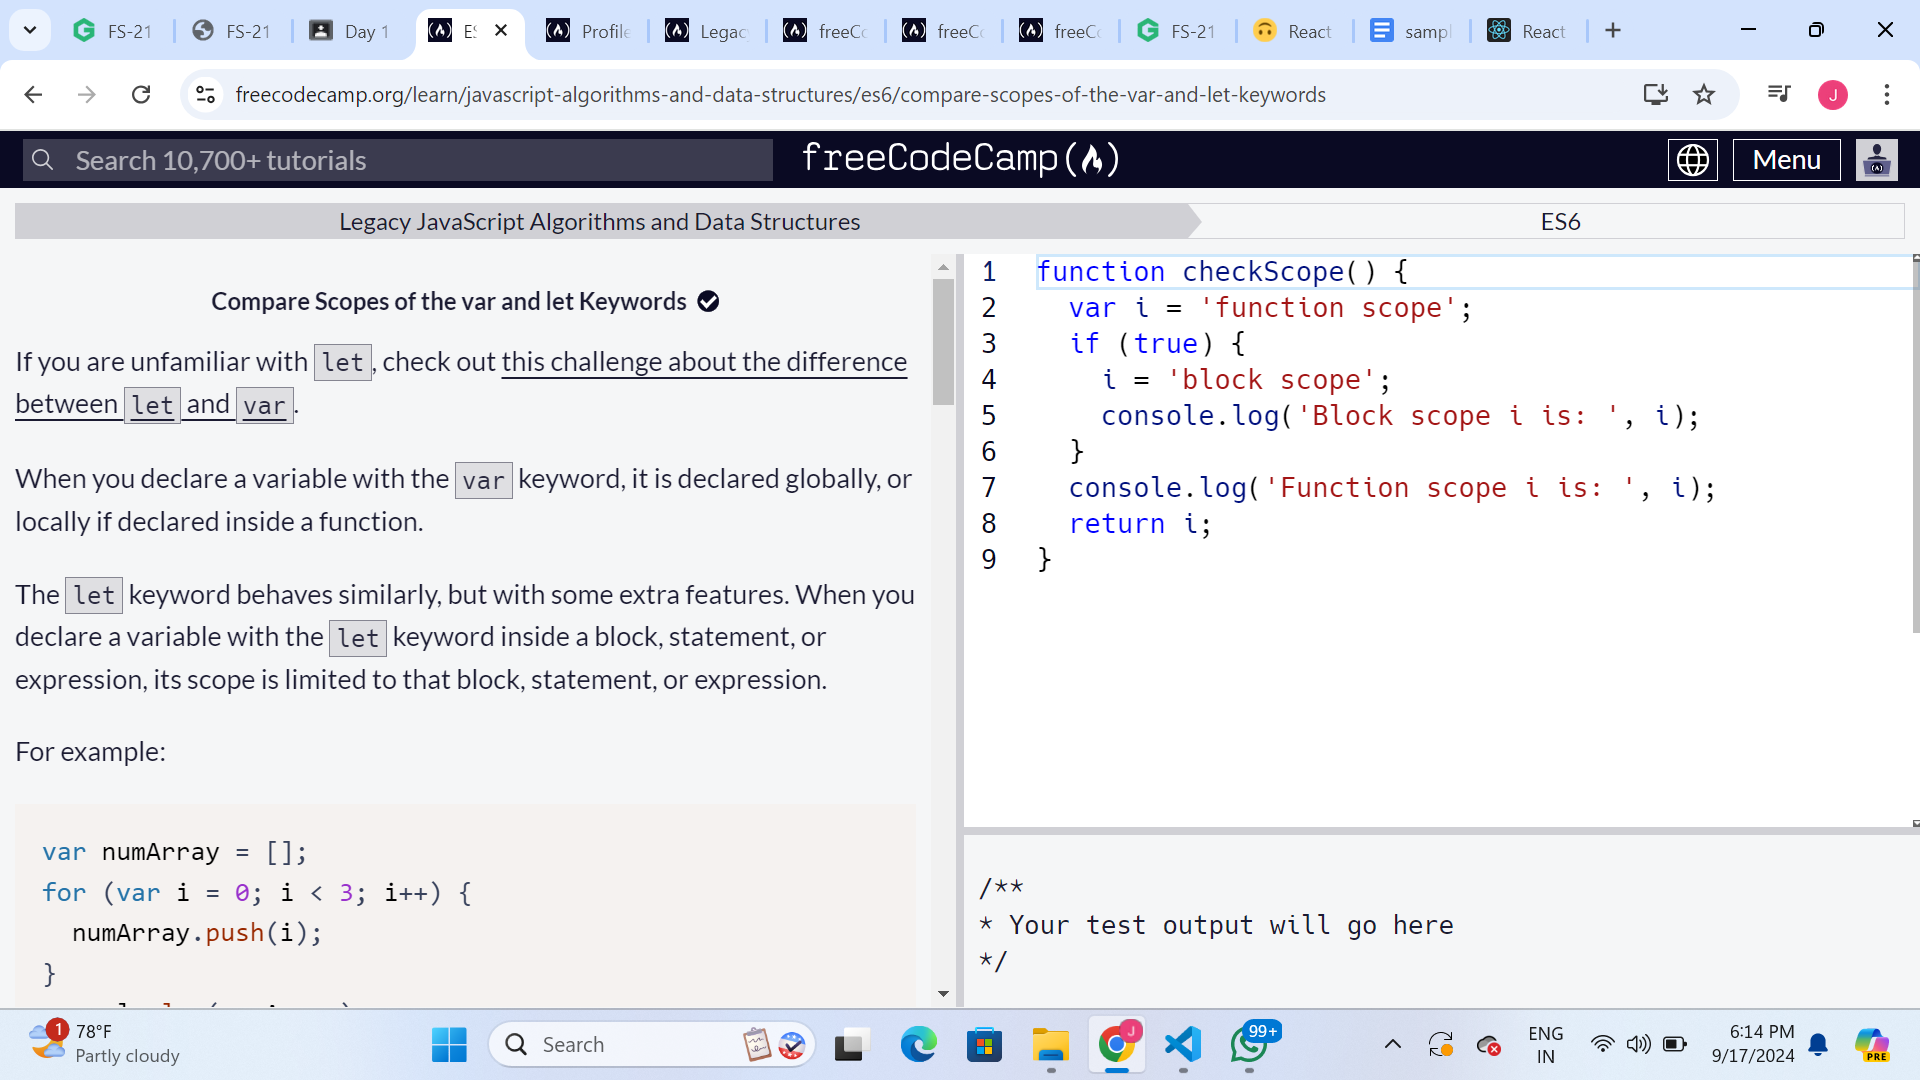 FS-21
FS-21
Day 1
ES
Profile
Legac
freeCo
freeCo
freeCo
FS-21
React
sampl
React
freecodecamp.org/learn/javascript-algorithms-and-data-structures/es6/compare-scopes-of-the-var-and-let-keywords
J
Search 10,700+ tutorials
freeCodeCamp
Menu
Legacy JavaScript Algorithms and Data Structures
ES6
Compare Scopes of the var and let Keywords
If you are unfamiliar with let, check out this challenge about the difference
between let and var.
When you declare a variable with the var keyword, it is declared globally, or
locally if declared inside a function.
The let keyword behaves similarly, but with some extra features. When you
declare a variable with the let keyword inside a block, statement, or
expression, its scope is limited to that block, statement, or expression.
For example:
var numArray = [];
for (var i = 0; i < 3; i++) {
numArray.push(i);
}
1 function checkScope() {
2 var i = 'function scope';
3 if (true) {
4 i = 'block scope';
5 console.log('Block scope i is: ', i);
6 }
7 console.log('Function scope i is: ', i);
8 return i;
9 }
/**
* Your test output will go here
*/
1
78°F
Partly cloudy
Search
J
99+
ENG
IN
6:14 PM
9/17/2024
PRE